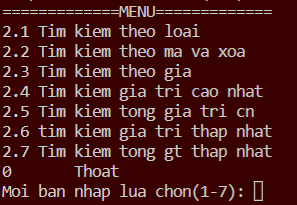 =============MENU=============
2.1 Tim kiem theo loai
2.2 Tim kiem theo ma va xoa
2.3 Tim kiem theo gia
2.4 Tim kiem gia tri cao nhat
2.5 Tim kiem tong gia tri cn
2.6 tim kiem gia tri thap nhat
2.7 Tim kiem tong gt thap nhat
0 Thoat
Moi ban nhap lua chon(1-7):